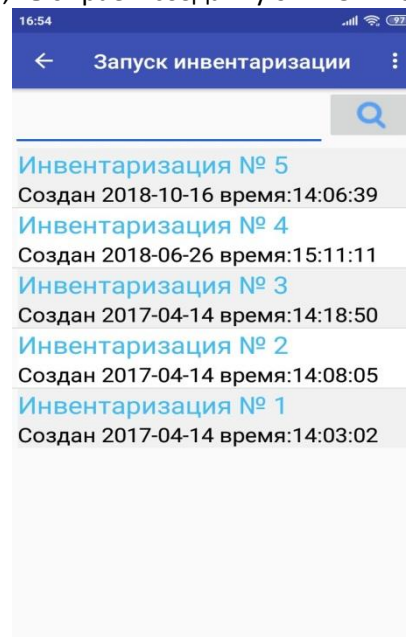 16:54 97
Запуск инвентаризации
Инвентаризация № 5
Создан 2018-10-16 время:14:06:39
Инвентаризация № 4
Создан 2018-06-26 время:15:11:11
Инвентаризация № 3
Создан 2017-04-14 время:14:18:50
Инвентаризация № 2
Создан 2017-04-14 время:14:08:05
Инвентаризация № 1
Создан 2017-04-14 время:14:03:02